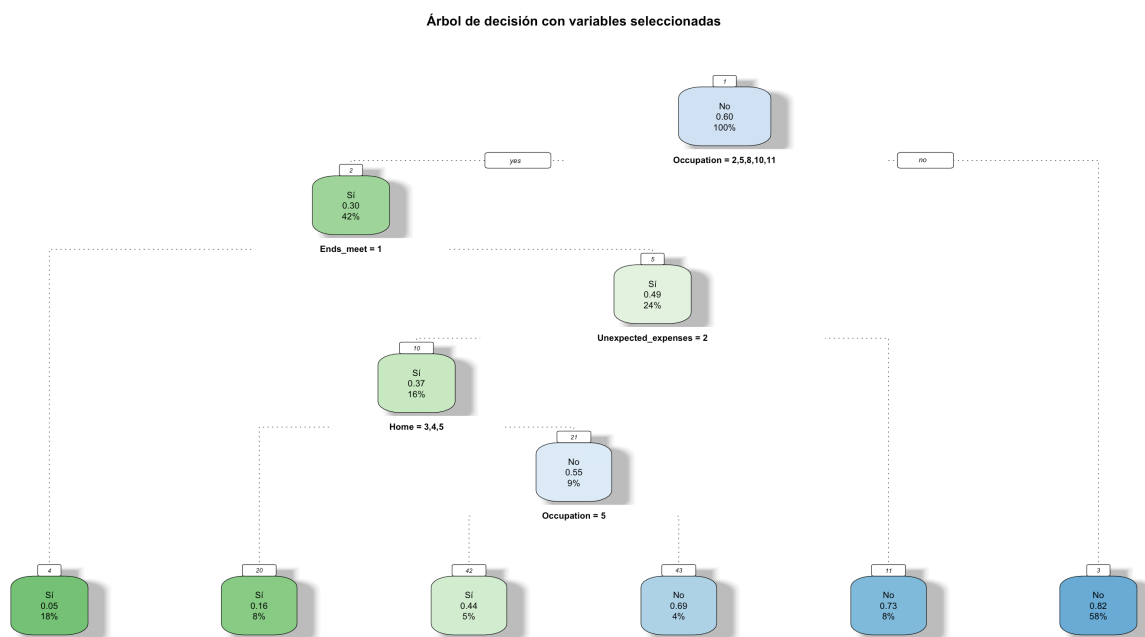 Árbol de decisión con variables seleccionadas
1
No
0.60
100%
Occupation = 2,5,8,10,11
yes
no
2
Sí
0.30
42%
Ends_meet = 1
5
Sí
0.49
24%
Unexpected_expenses = 2
10
Sí
0.37
16%
Home = 3,4,5
21
No
0.55
9%
Occupation = 5
4
Sí
0.05
18%
20
Sí
0.16
8%
42
Sí
0.44
5%
43
No
0.69
4%
11
No
0.73
8%
3
No
0.82
58%